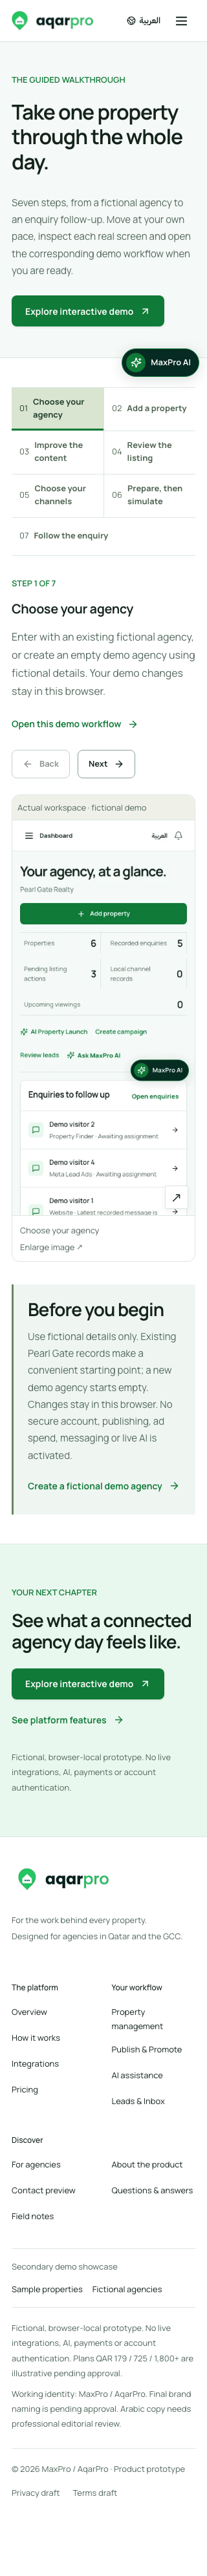 aqarpro
العربية
THE GUIDED WALKTHROUGH
Take one property
through the whole
day.
Seven steps, from a fictional agency to
an enquiry follow-up. Move at your own
pace, inspect each real screen and open
the corresponding demo workflow when
you are ready.
Explore interactive demo
MaxPro AI
01 Choose your
agency
02 Add a property
03 Improve the
content
04 Review the
listing
05 Choose your
channels
06 Prepare, then
simulate
07 Follow the enquiry
STEP 1 OF 7
Choose your agency
Enter with an existing fictional agency,
or create an empty demo agency using
fictional details. Your demo changes
stay in this browser.
Open this demo workflow →
← Back
Next →
Actual workspace · fictional demo
Dashboard
العربية
Your agency, at a glance.
Pearl Gate Realty
+ Add property
Properties 6
Recorded enquiries 5
Pending listing
actions 3
Local channel
records 0
Upcoming viewings 0
AI Property Launch
Create campaign
Review leads
Ask MaxPro AI
MaxPro AI
Enquiries to follow up
Open enquiries
Demo visitor 2
Property Finder · Awaiting assignment
Demo visitor 4
Meta Lead Ads · Awaiting assignment
Demo visitor 1
Website · Latest recorded message is
Choose your agency
Enlarge image ↗
Before you begin
Use fictional details only. Existing
Pearl Gate records make a
convenient starting point; a new
demo agency starts empty.
Changes stay in this browser. No
secure account, publishing, ad
spend, messaging or live AI is
activated.
Create a fictional demo agency →
YOUR NEXT CHAPTER
See what a connected
agency day feels like.
Explore interactive demo
See platform features →
Fictional, browser-local prototype. No live
integrations, AI, payments or account
authentication.
aqarpro
For the work behind every property.
Designed for agencies in Qatar and the GCC.
The platform
Overview
How it works
Integrations
Pricing
Your workflow
Property
management
Publish & Promote
AI assistance
Leads & Inbox
Discover
For agencies
About the product
Contact preview
Questions & answers
Field notes
Secondary demo showcase
Sample properties
Fictional agencies
Fictional, browser-local prototype. No live
integrations, AI, payments or account
authentication. Plans QAR 179 / 725 / 1,800+ are
illustrative pending approval.
Working identity: MaxPro / AqarPro. Final brand
naming is pending approval. Arabic copy needs
professional editorial review.
© 2026 MaxPro / AqarPro · Product prototype
Privacy draft
Terms draft